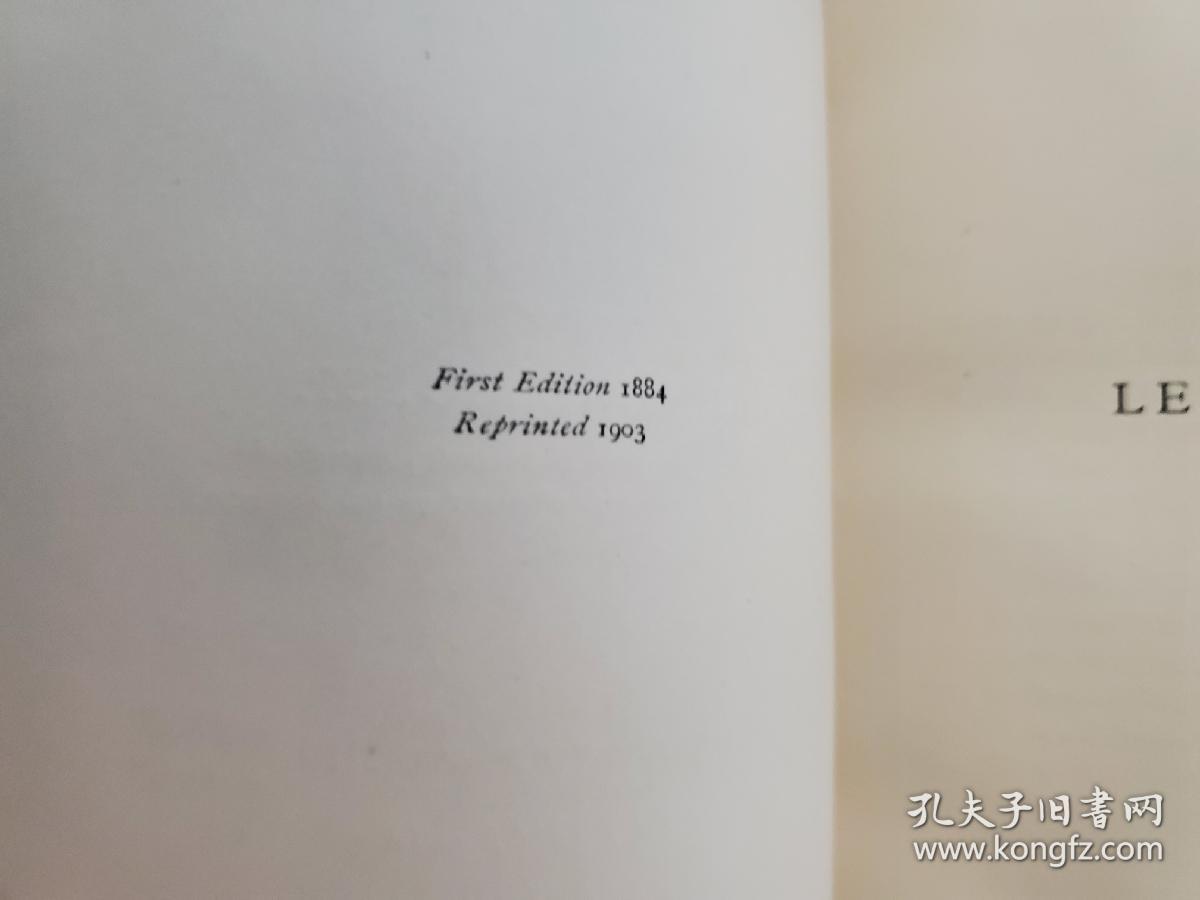 First Edition 1884
Reprinted 1903
LE
孔夫子旧書网
www.kongfz.com